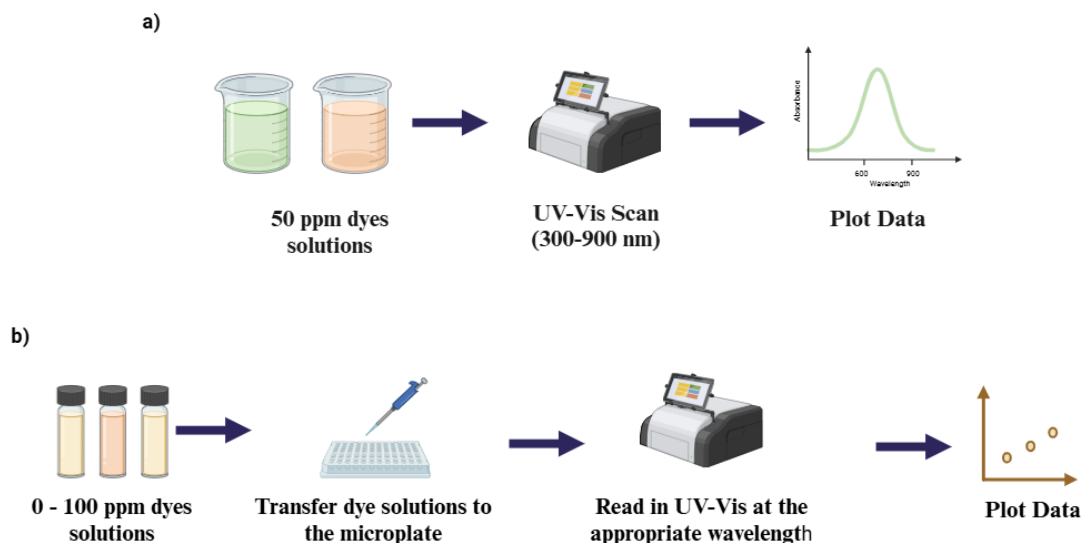 a)
Absorbance
600
900
Wavelength
50 ppm dyes
solutions
UV-Vis Scan
(300-900 nm)
Plot Data
b)
0 - 100 ppm dyes
solutions
Transfer dye solutions to
the microplate
Read in UV-Vis at the
appropriate wavelength
Plot Data